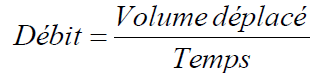 Débit = Volume déplacé / Temps